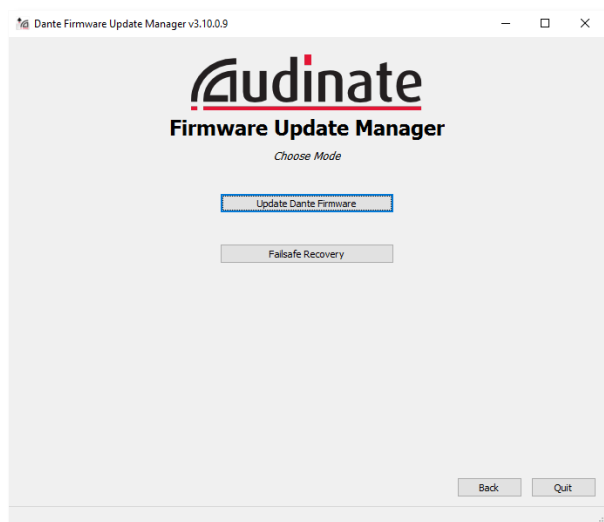 Dante Firmware Update Manager v3.10.0.9
Audinate
Firmware Update Manager
Choose Mode
Update Dante Firmware
Failsafe Recovery
Back Quit